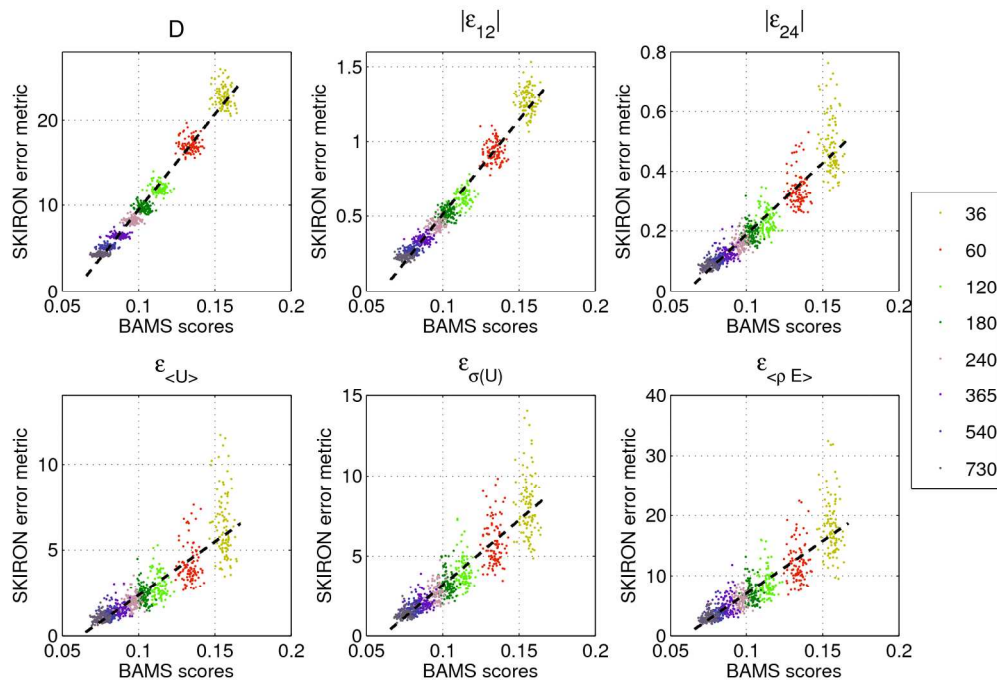 D
|ε12|
|ε24|
SKIRON error metric
20
10
0
0.05 0.1 0.15 0.2
BAMS scores
SKIRON error metric
1.5
1
0.5
0
0.05 0.1 0.15 0.2
BAMS scores
SKIRON error metric
0.8
0.6
0.4
0.2
0
0.05 0.1 0.15 0.2
BAMS scores
36
60
120
180
240
365
540
730
ε<U>
εσ(U)
ε<ρ E>
SKIRON error metric
10
5
0
0.05 0.1 0.15 0.2
BAMS scores
SKIRON error metric
15
10
5
0
0.05 0.1 0.15 0.2
BAMS scores
SKIRON error metric
40
30
20
10
0
0.05 0.1 0.15 0.2
BAMS scores